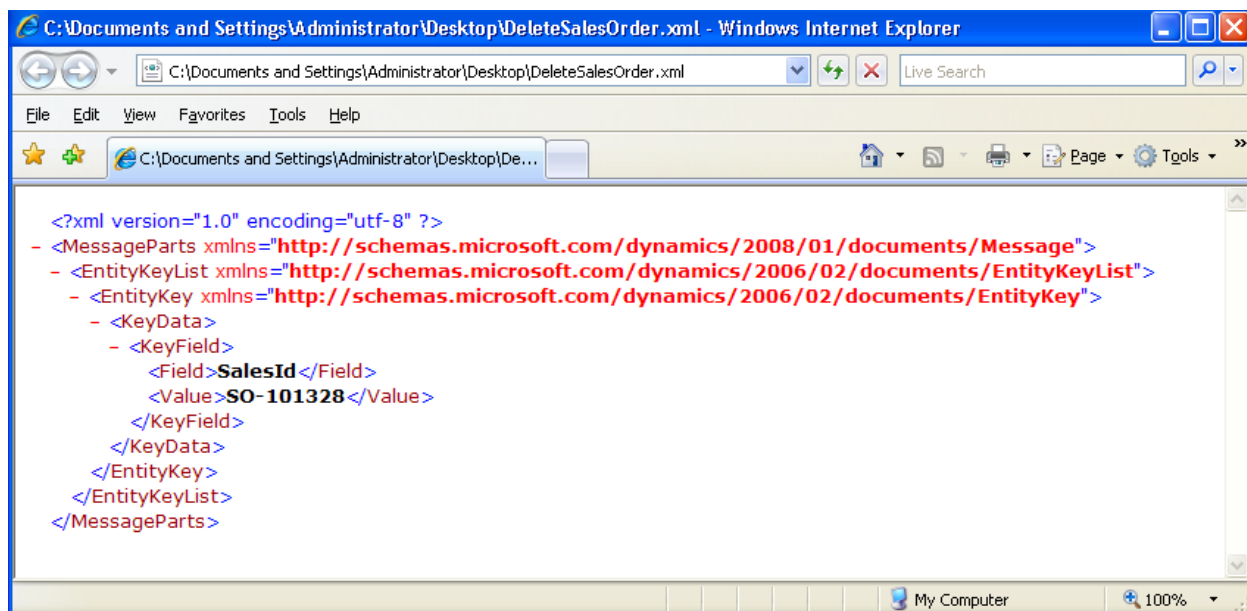 C:\Documents and Settings\Administrator\Desktop\DeleteSalesOrder.xml - Windows Internet Explorer
C:\Documents and Settings\Administrator\Desktop\DeleteSalesOrder.xml Live Search
File Edit View Favorites Tools Help
C:\Documents and Settings\Administrator\Desktop\De... Page Tools »
<?xml version="1.0" encoding="utf-8" ?>
- <MessageParts xmlns="http://schemas.microsoft.com/dynamics/2008/01/documents/Message">
- <EntityKeyList xmlns="http://schemas.microsoft.com/dynamics/2006/02/documents/EntityKeyList">
- <EntityKey xmlns="http://schemas.microsoft.com/dynamics/2006/02/documents/EntityKey">
- <KeyData>
- <KeyField>
<Field>SalesId</Field>
<Value>SO-101328</Value>
</KeyField>
</KeyData>
</EntityKey>
</EntityKeyList>
</MessageParts>
My Computer 100%